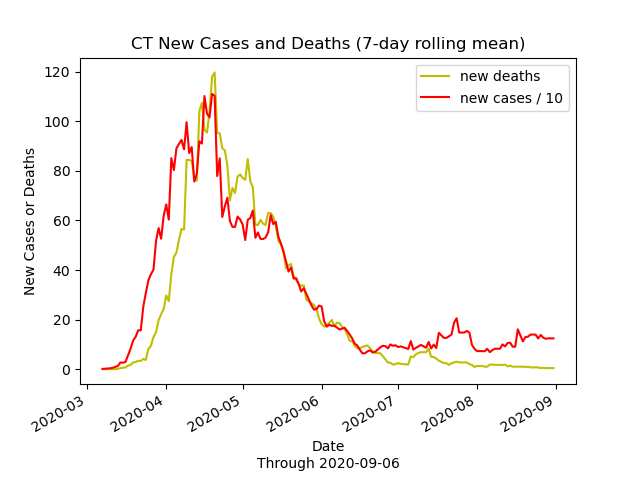 CT New Cases and Deaths (7-day rolling mean)
new deaths
new cases / 10
New Cases or Deaths
120
100
80
60
40
20
0
2020-03
2020-04
2020-05
2020-06
2020-07
2020-08
2020-09
Date
Through 2020-09-06